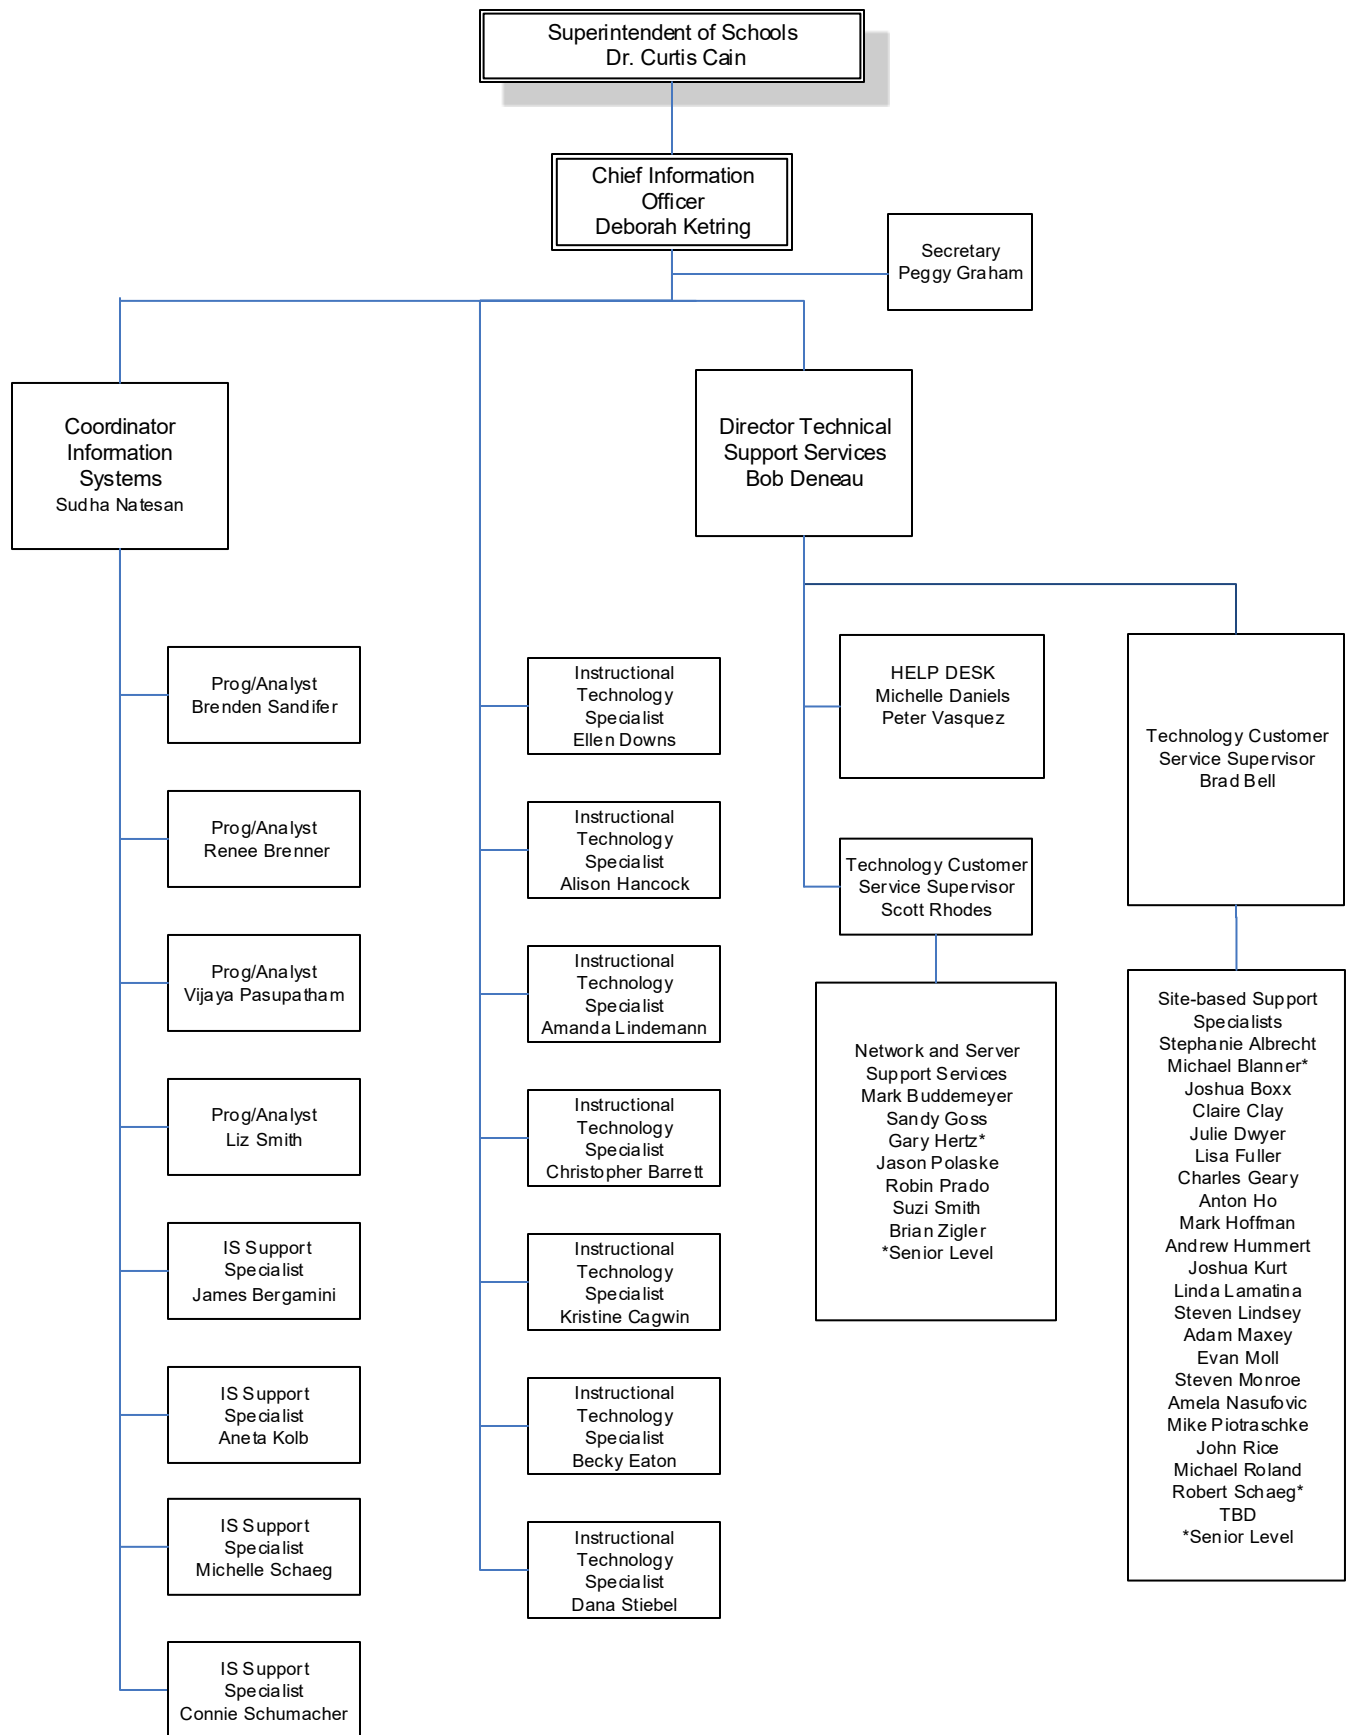 Superintendent of Schools
Dr. Curtis Cain
Chief Information
Officer
Deborah Ketring
Secretary
Peggy Graham
Coordinator
Information
Systems
Sudha Natesan
Director Technical
Support Services
Bob Deneau
Prog/Analyst
Brenden Sandifer
Prog/Analyst
Renee Brenner
Prog/Analyst
Vijaya Pasupatham
Prog/Analyst
Liz Smith
IS Support
Specialist
James Bergamini
IS Support
Specialist
Aneta Kolb
IS Support
Specialist
Michelle Schaeg
IS Support
Specialist
Connie Schumacher
Instructional
Technology
Specialist
Ellen Downs
Instructional
Technology
Specialist
Alison Hancock
Instructional
Technology
Specialist
Amanda Lindemann
Instructional
Technology
Specialist
Christopher Barrett
Instructional
Technology
Specialist
Kristine Cagwin
Instructional
Technology
Specialist
Becky Eaton
Instructional
Technology
Specialist
Dana Stiebel
HELP DESK
Michelle Daniels
Peter Vasquez
Technology Customer
Service Supervisor
Scott Rhodes
Network and Server
Support Services
Mark Buddemeyer
Sandy Goss
Gary Hertz*
Jason Polaske
Robin Prado
Suzi Smith
Brian Zigler
*Senior Level
Technology Customer
Service Supervisor
Brad Bell
Site-based Support
Specialists
Stephanie Albrecht
Michael Blanner*
Joshua Boxx
Claire Clay
Julie Dwyer
Lisa Fuller
Charles Geary
Anton Ho
Mark Hoffman
Andrew Hummert
Joshua Kurt
Linda Lamatina
Steven Lindsey
Adam Maxey
Evan Moll
Steven Monroe
Amela Nasufovic
Mike Piotraschke
John Rice
Michael Roland
Robert Schaeg*
TBD
*Senior Level